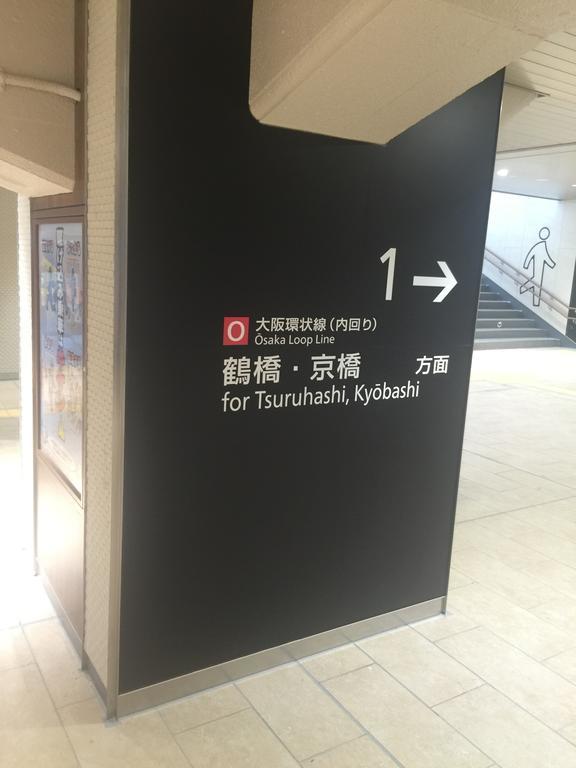 1 →
O 大阪環状線（内回り）
Ōsaka Loop Line
鶴橋・京橋 方面
for Tsuruhashi, Kyōbashi